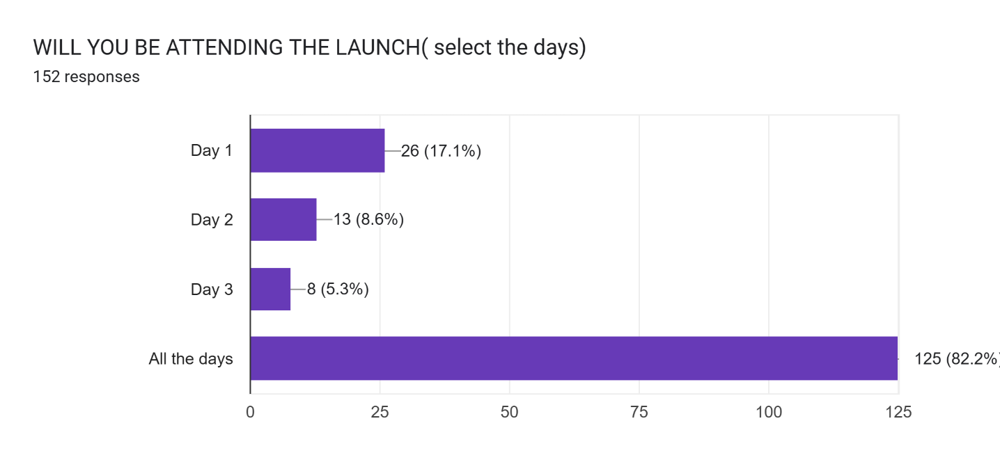 WILL YOU BE ATTENDING THE LAUNCH( select the days)
152 responses
Day 1
26 (17.1%)
Day 2
13 (8.6%)
Day 3
8 (5.3%)
All the days
125 (82.2%)
0 25 50 75 100 125